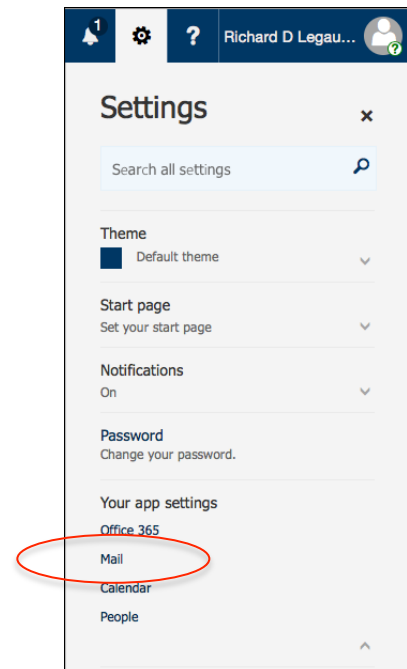 1
? Richard D Legau...
?
Settings
×
Search all settings
Theme
Default theme
Start page
Set your start page
Notifications
On
Password
Change your password.
Your app settings
Office 365
Mail
Calendar
People